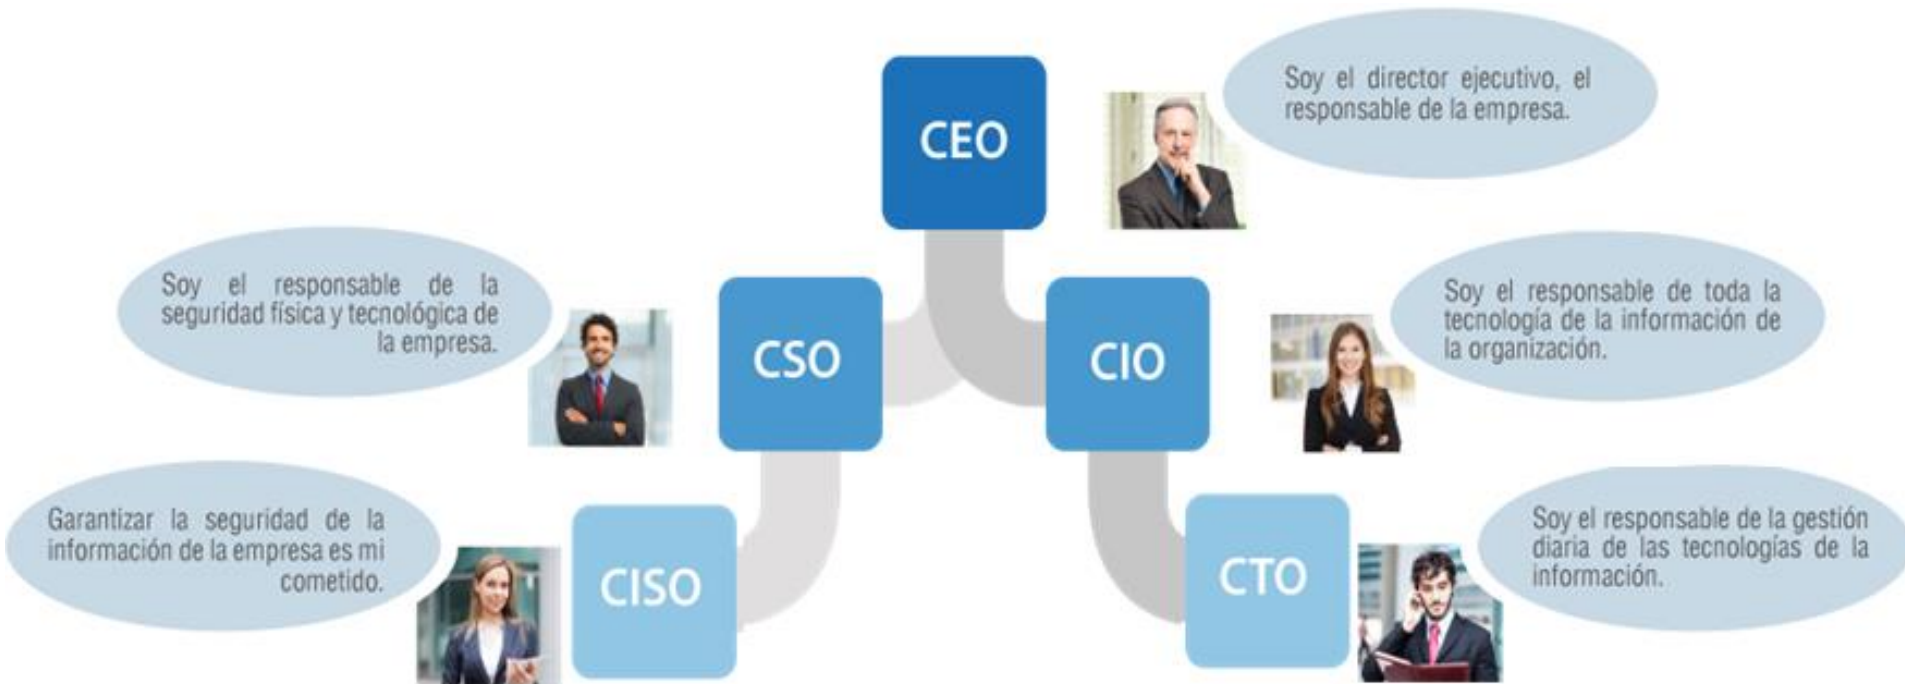 CEO
Soy el director ejecutivo, el
responsable de la empresa.
Soy el responsable de la
seguridad física y tecnológica de
la empresa.
CSO
CIO
Soy el responsable de toda la
tecnología de la información de
la organización.
Garantizar la seguridad de la
información de la empresa es mi
cometido.
CISO
CTO
Soy el responsable de la gestión
diaria de las tecnologías de la
información.